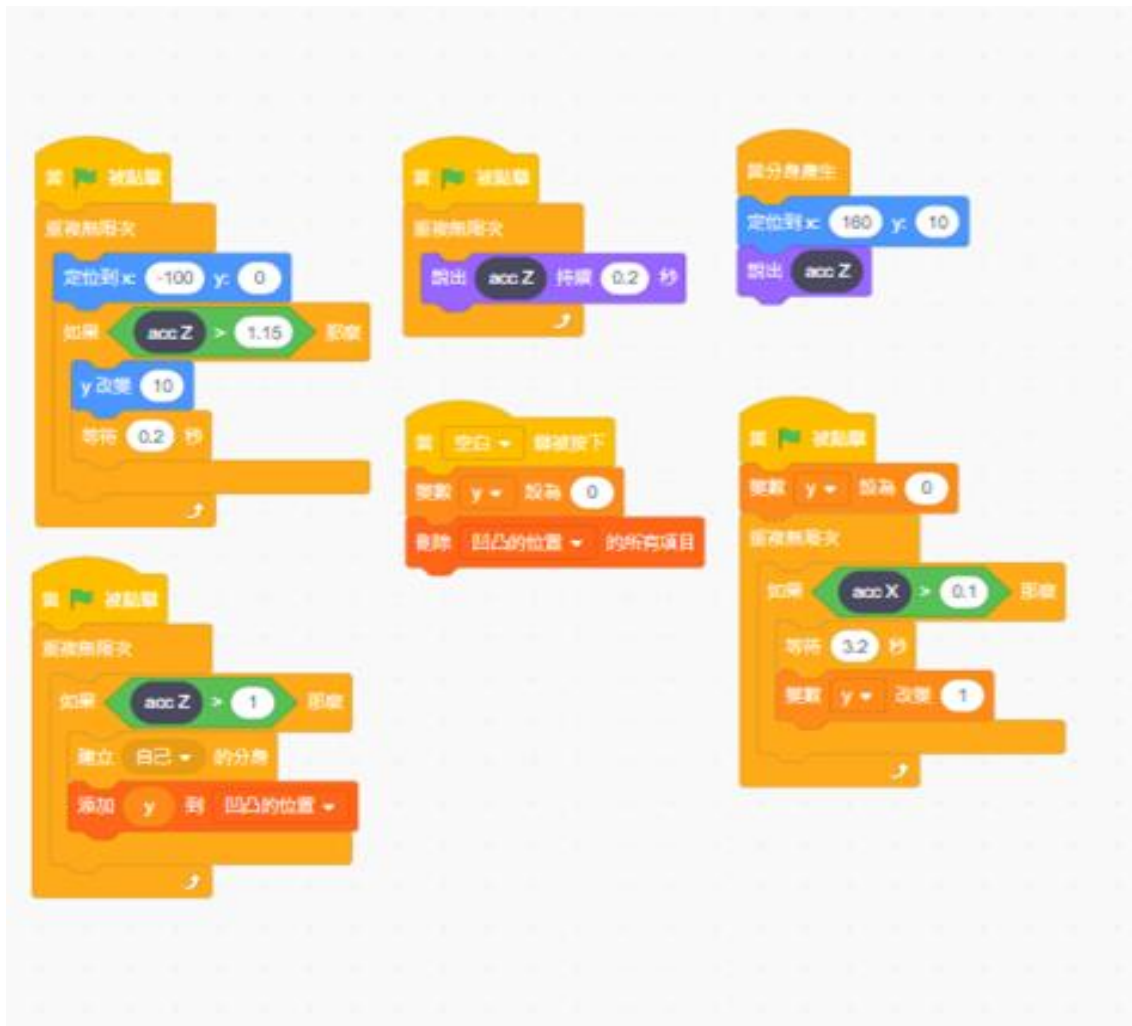 當 被點擊
重複無限次
定位到 x: -100 y: 0
如果 acc Z > 1.15 那麼
y 改變 10
等待 0.2 秒
當 被點擊
重複無限次
如果 acc Z > 1 那麼
建立 自己 的分身
添加 y 到 凹凸的位置
當 被點擊
重複無限次
說出 acc Z 持續 0.2 秒
當 空白 鍵被按下
變數 y 設為 0
刪除 凹凸的位置 的所有項目
當分身產生
定位到 x: 160 y: 10
說出 acc Z
當 被點擊
變數 y 設為 0
重複無限次
如果 acc X > 0.1 那麼
等待 3.2 秒
變數 y 改變 1